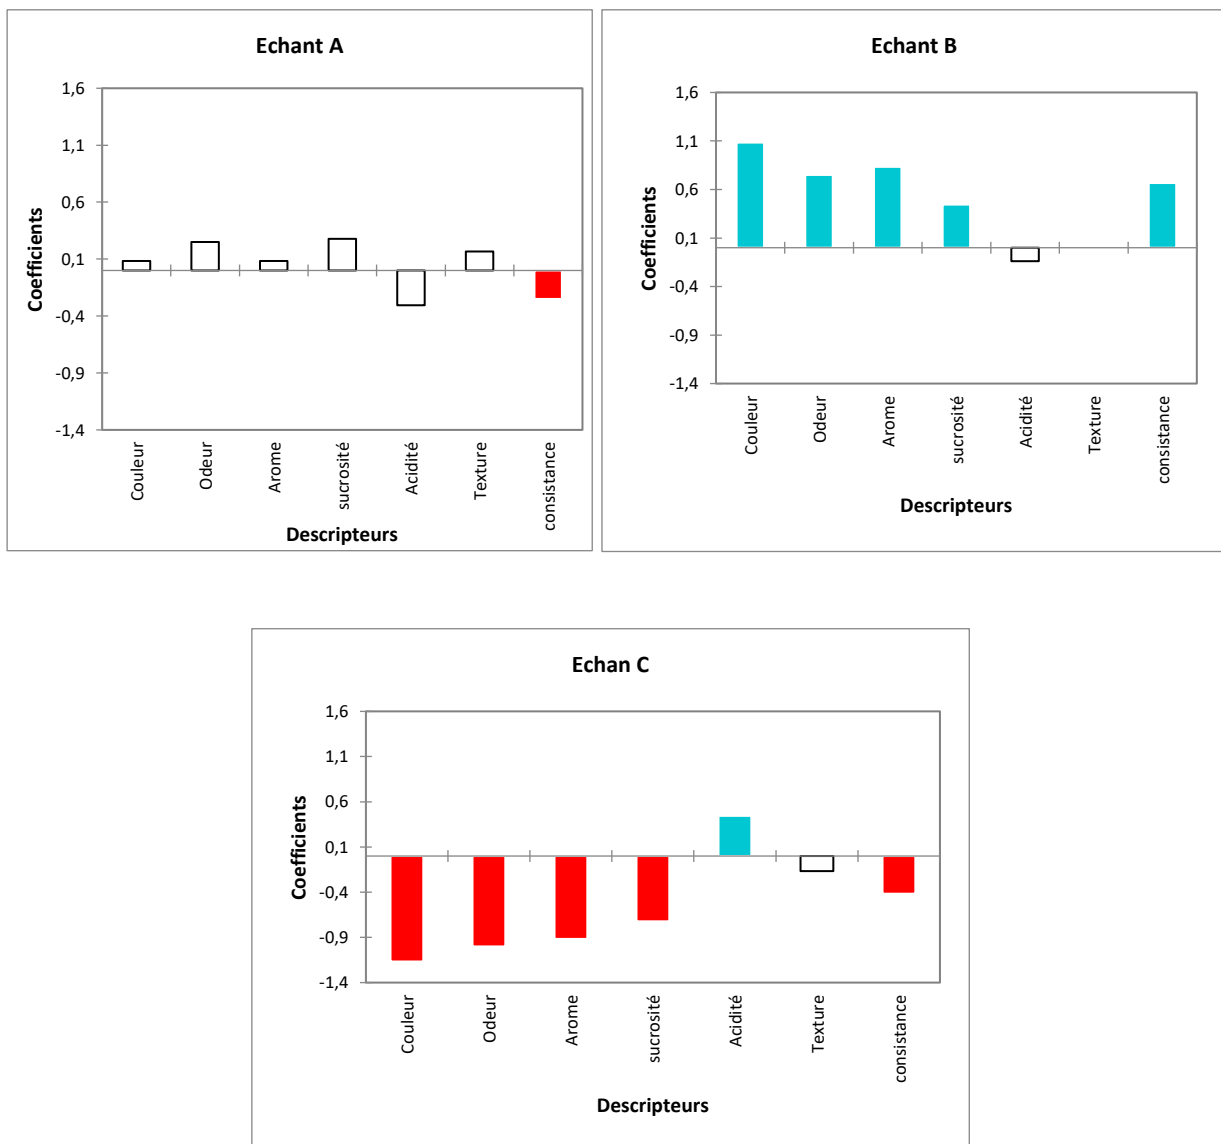 Echant A
1,6
1,1
0,6
0,1
-0,4
-0,9
-1,4
Coefficients
Couleur
Odeur
Arome
sucrosité
Acidité
Texture
consistance
Descripteurs
Echant B
1,6
1,1
0,6
0,1
-0,4
-0,9
-1,4
Coefficients
Couleur
Odeur
Arome
sucrosité
Acidité
Texture
consistance
Descripteurs
Echan C
1,6
1,1
0,6
0,1
-0,4
-0,9
-1,4
Coefficients
Couleur
Odeur
Arome
sucrosité
Acidité
Texture
consistance
Descripteurs